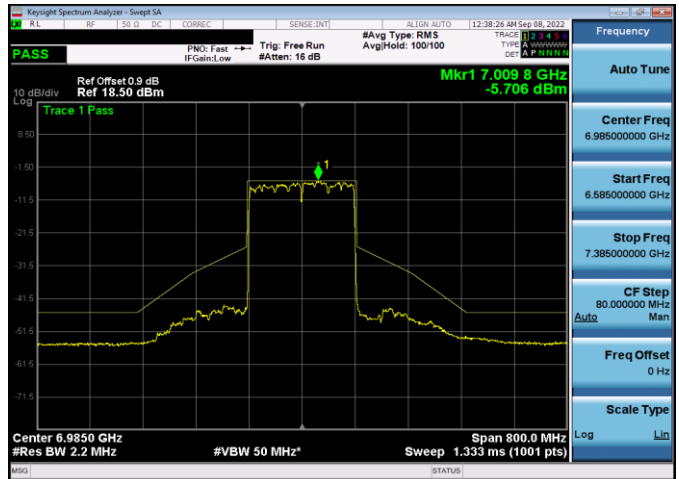 Keysight Spectrum Analyzer - Swept SA
RL RF 50 Ω DC CORREC SENSE:INT ALIGN AUTO 12:38:26 AM Sep 08, 2022
PASS
PNO: Fast
IFGain:Low
Trig: Free Run
#Atten: 16 dB
#Avg Type: RMS
Avg|Hold: 100/100
TRACE 1 2 3 4 5 6
TYPE A WWWWW
DET A P N N N N
Ref Offset 0.9 dB
Ref 18.50 dBm
Mkr1 7.009 8 GHz
-5.706 dBm
10 dB/div
Log
Trace 1 Pass
1
8.50
-1.50
-11.5
-21.5
-31.5
-41.5
-51.5
-61.5
-71.5
Center 6.9850 GHz
#Res BW 2.2 MHz
#VBW 50 MHz*
Span 800.0 MHz
Sweep 1.333 ms (1001 pts)
MSG
STATUS
Frequency
Auto Tune
Center Freq
6.985000000 GHz
Start Freq
6.585000000 GHz
Stop Freq
7.385000000 GHz
CF Step
80.000000 MHz
Auto Man
Freq Offset
0 Hz
Scale Type
Log Lin